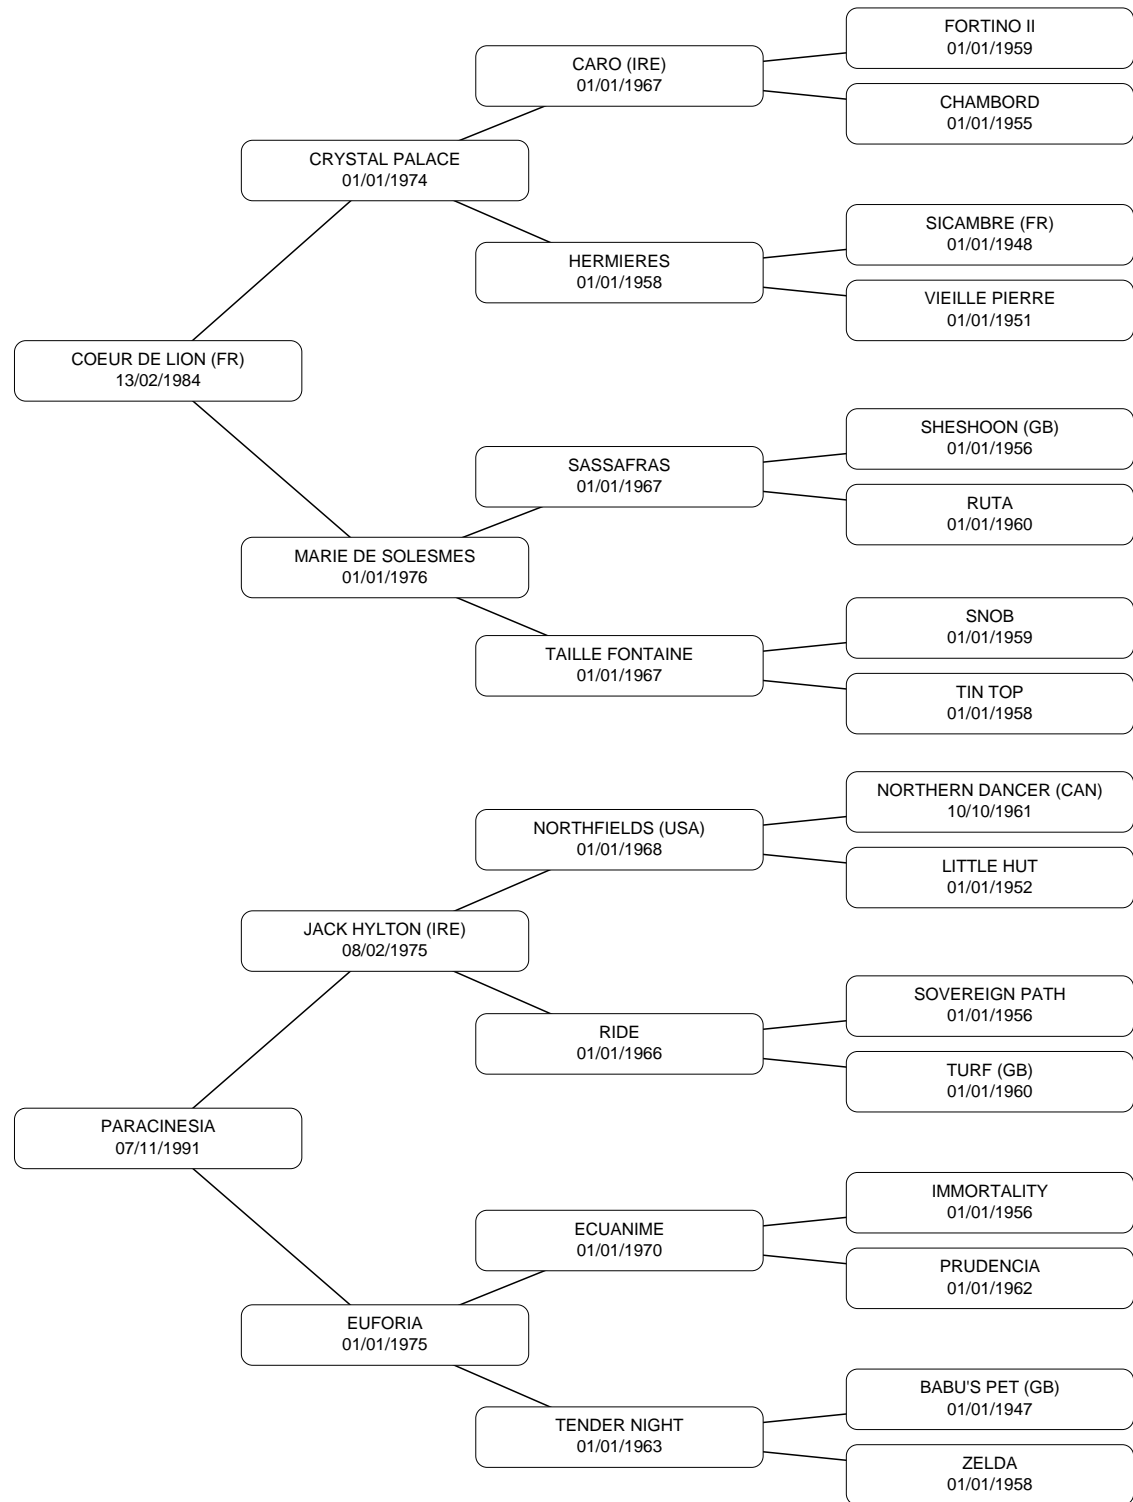 FORTINO II
01/01/1959
CARO (IRE)
01/01/1967
CHAMBORD
01/01/1955
CRYSTAL PALACE
01/01/1974
SICAMBRE (FR)
01/01/1948
HERMIERES
01/01/1958
VIEILLE PIERRE
01/01/1951
COEUR DE LION (FR)
13/02/1984
SHESHOON (GB)
01/01/1956
SASSAFRAS
01/01/1967
RUTA
01/01/1960
MARIE DE SOLESMES
01/01/1976
SNOB
01/01/1959
TAILLE FONTAINE
01/01/1967
TIN TOP
01/01/1958
NORTHERN DANCER (CAN)
10/10/1961
NORTHFIELDS (USA)
01/01/1968
LITTLE HUT
01/01/1952
JACK HYLTON (IRE)
08/02/1975
SOVEREIGN PATH
01/01/1956
RIDE
01/01/1966
TURF (GB)
01/01/1960
PARACINESIA
07/11/1991
IMMORTALITY
01/01/1956
ECUANIME
01/01/1970
PRUDENCIA
01/01/1962
EUFORIA
01/01/1975
BABU'S PET (GB)
01/01/1947
TENDER NIGHT
01/01/1963
ZELDA
01/01/1958